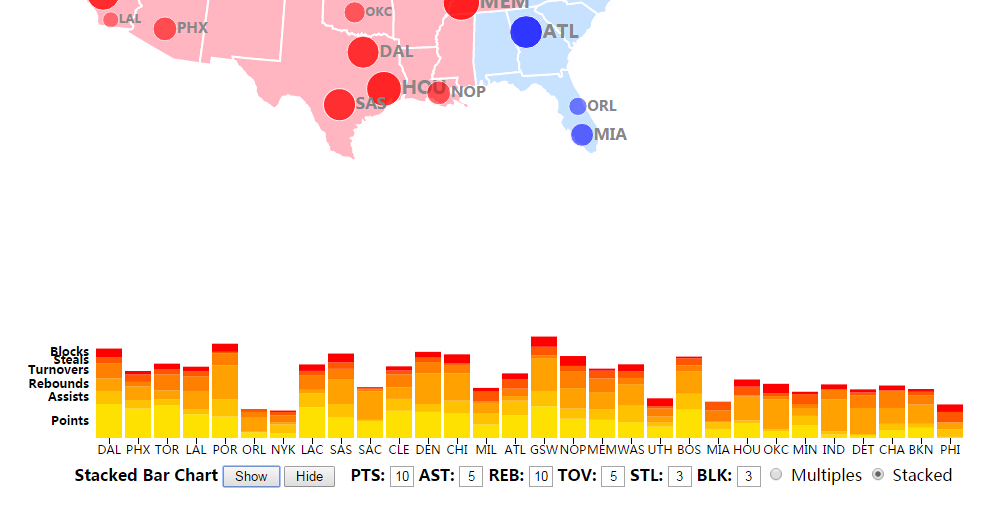 MEM
LAL
OKC
PHX
ATL
DAL
HOU
NOP
SAS
ORL
MIA
Blocks
Steals
Turnovers
Rebounds
Assists
Points
DAL PHX TOR LAL POR ORL NYK LAC SAS SAC CLE DEN CHI MIL ATL GSW NOP MEM WAS UTH BOS MIA HOU OKC MIN IND DET CHA BKN PHI
Stacked Bar Chart Show Hide PTS: 10 AST: 5 REB: 10 TOV: 5 STL: 3 BLK: 3 Multiples Stacked